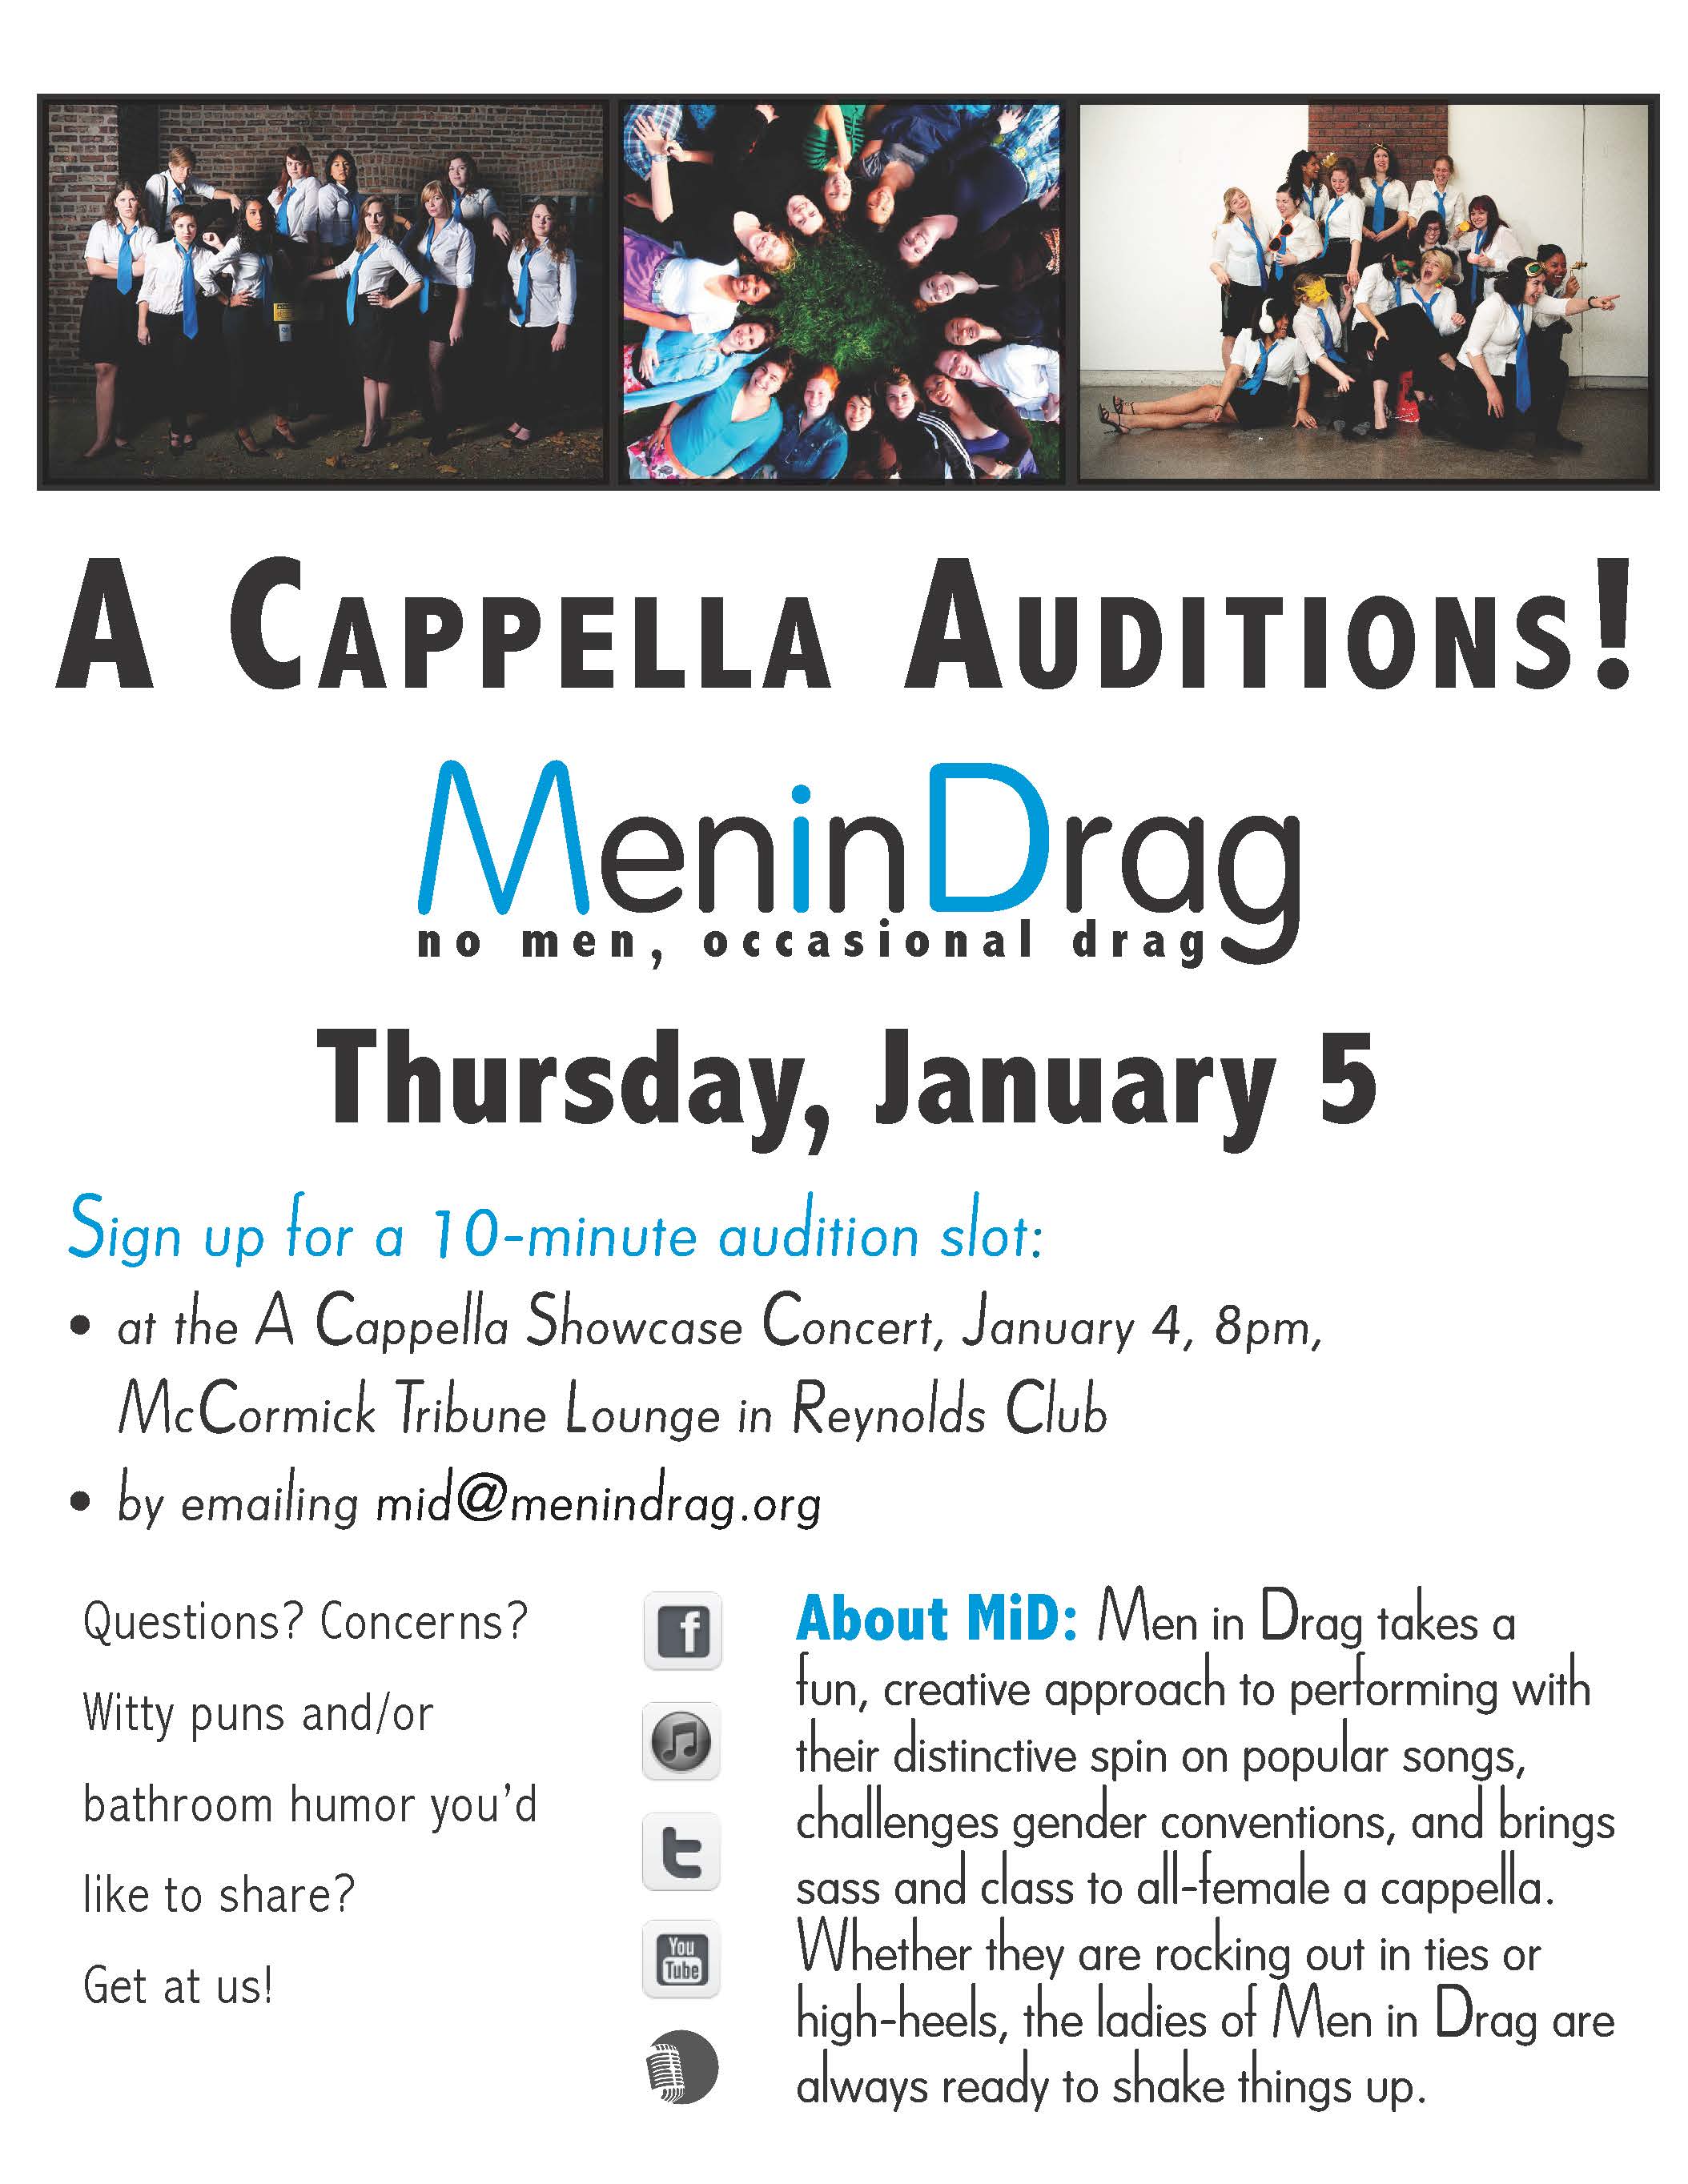 A CAPPELLA AUDITIONS!
MeninDrag
no men, occasional drag
Thursday, January 5
Sign up for a 10-minute audition slot:
• at the A Cappella Showcase Concert, January 4, 8pm,
McCormick Tribune Lounge in Reynolds Club
• by emailing mid@menindrag.org
Questions? Concerns?
Witty puns and/or
bathroom humor you'd
like to share?
Get at us!
f
t
You
Tube
About MiD: Men in Drag takes a
fun, creative approach to performing with
their distinctive spin on popular songs,
challenges gender conventions, and brings
sass and class to all-female a cappella.
Whether they are rocking out in ties or
high-heels, the ladies of Men in Drag are
always ready to shake things up.